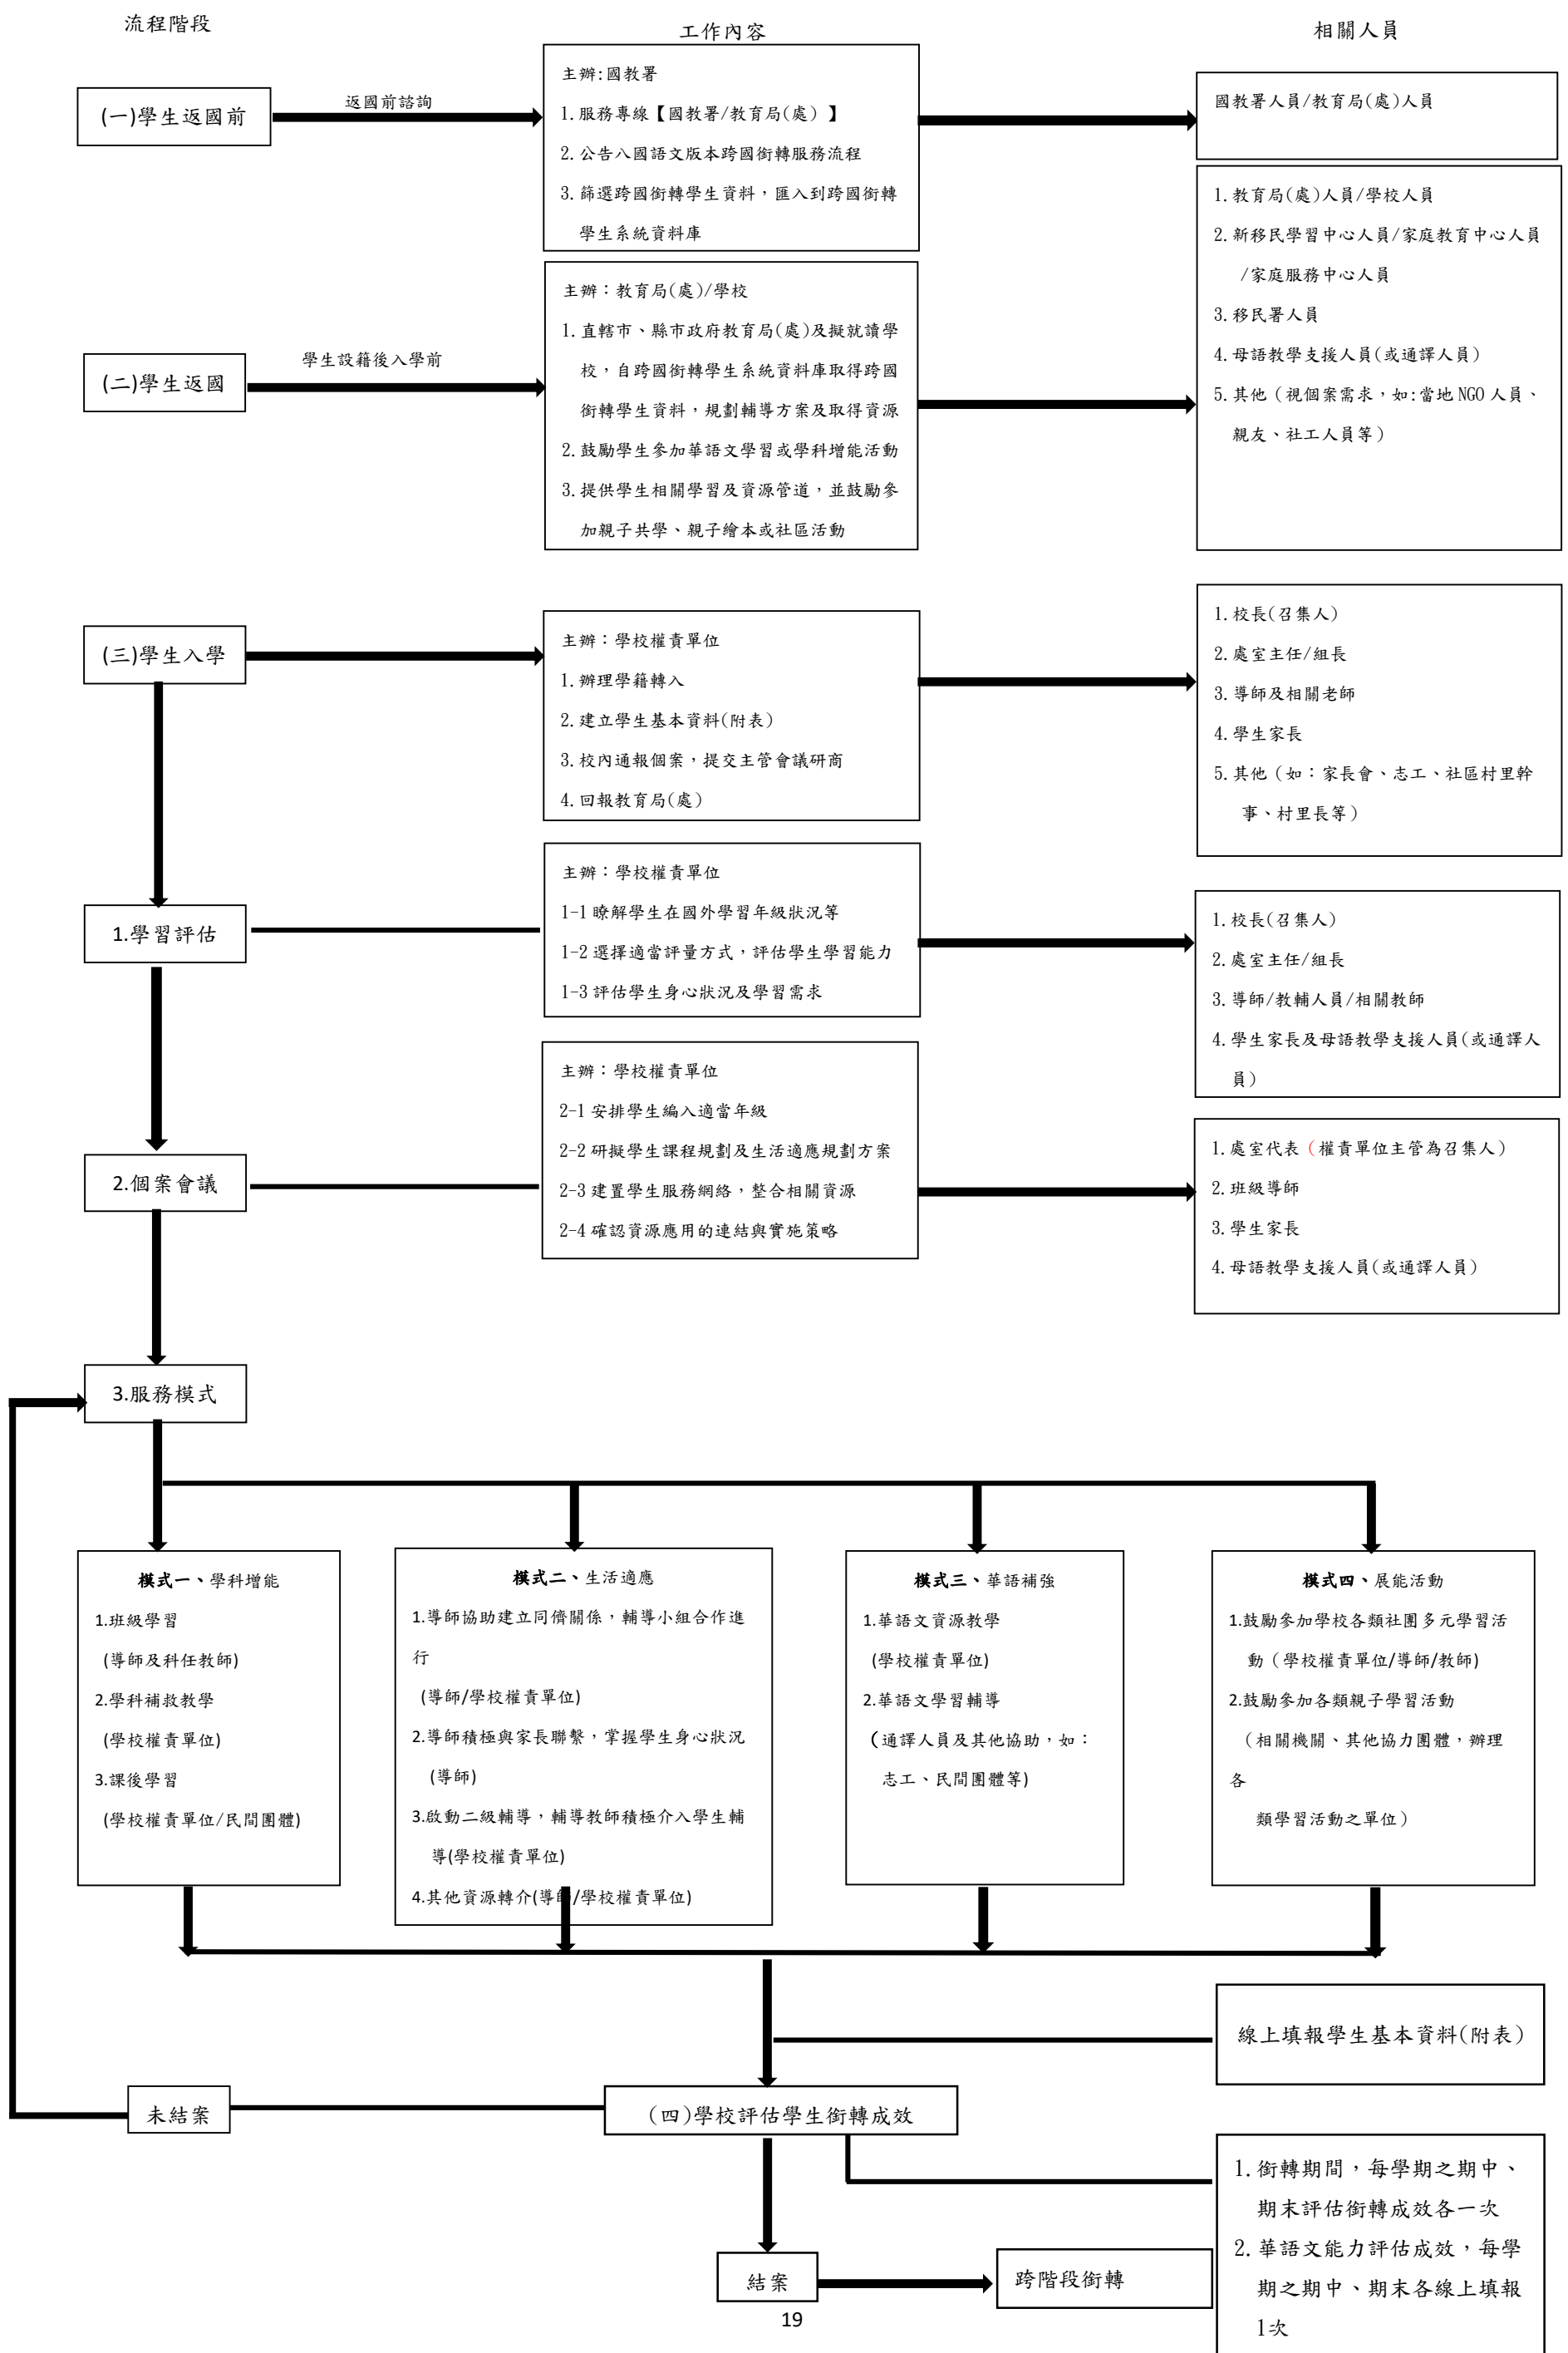 流程階段
工作內容
相關人員
(一)學生返國前
返國前諮詢
主辦:國教署
1.服務專線【國教署/教育局(處)】
2.公告八國語文版本跨國銜轉服務流程
3.篩選跨國銜轉學生資料，匯入到跨國銜轉
學生系統資料庫
國教署人員/教育局(處)人員
(二)學生返國
學生設籍後入學前
主辦：教育局(處)/學校
1.直轄市、縣市政府教育局(處)及擬就讀學
校，自跨國銜轉學生系統資料庫取得跨國
銜轉學生資料，規劃輔導方案及取得資源
2.鼓勵學生參加華語文學習或學科增能活動
3.提供學生相關學習及資源管道，並鼓勵參
加親子共學、親子繪本或社區活動
1.教育局(處)人員/學校人員
2.新移民學習中心人員/家庭教育中心人員
/家庭服務中心人員
3.移民署人員
4.母語教學支援人員(或通譯人員)
5.其他（視個案需求，如:當地 NGO 人員、
親友、社工人員等）
(三)學生入學
主辦：學校權責單位
1.辦理學籍轉入
2.建立學生基本資料(附表)
3.校內通報個案，提交主管會議研商
4.回報教育局(處)
1.校長(召集人)
2.處室主任/組長
3.導師及相關老師
4.學生家長
5.其他（如：家長會、志工、社區村里幹
事、村里長等）
1.學習評估
主辦：學校權責單位
1-1 瞭解學生在國外學習年級狀況等
1-2 選擇適當評量方式，評估學生學習能力
1-3 評估學生身心狀況及學習需求
1.校長(召集人)
2.處室主任/組長
3.導師/教輔人員/相關教師
4.學生家長及母語教學支援人員(或通譯人
員)
2.個案會議
主辦：學校權責單位
2-1 安排學生編入適當年級
2-2 研擬學生課程規劃及生活適應規劃方案
2-3 建置學生服務網絡，整合相關資源
2-4 確認資源應用的連結與實施策略
1.處室代表（權責單位主管為召集人）
2.班級導師
3.學生家長
4.母語教學支援人員(或通譯人員)
3.服務模式
模式一、學科增能
1.班級學習
(導師及科任教師)
2.學科補救教學
(學校權責單位)
3.課後學習
(學校權責單位/民間團體)
模式二、生活適應
1.導師協助建立同儕關係，輔導小組合作進
行
(導師/學校權責單位)
2.導師積極與家長聯繫，掌握學生身心狀況
(導師)
3.啟動二級輔導，輔導教師積極介入學生輔
導(學校權責單位)
4.其他資源轉介(導師/學校權責單位)
模式三、華語補強
1.華語文資源教學
(學校權責單位)
2.華語文學習輔導
（通譯人員及其他協助，如：
志工、民間團體等)
模式四、展能活動
1.鼓勵參加學校各類社團多元學習活
動（學校權責單位/導師/教師)
2.鼓勵參加各類親子學習活動
（相關機關、其他協力團體，辦理
各
類學習活動之單位）
線上填報學生基本資料(附表)
未結案
(四)學校評估學生銜轉成效
1.銜轉期間，每學期之期中、
期末評估銜轉成效各一次
2.華語文能力評估成效，每學
期之期中、期末各線上填報
1次
結案
跨階段銜轉
19